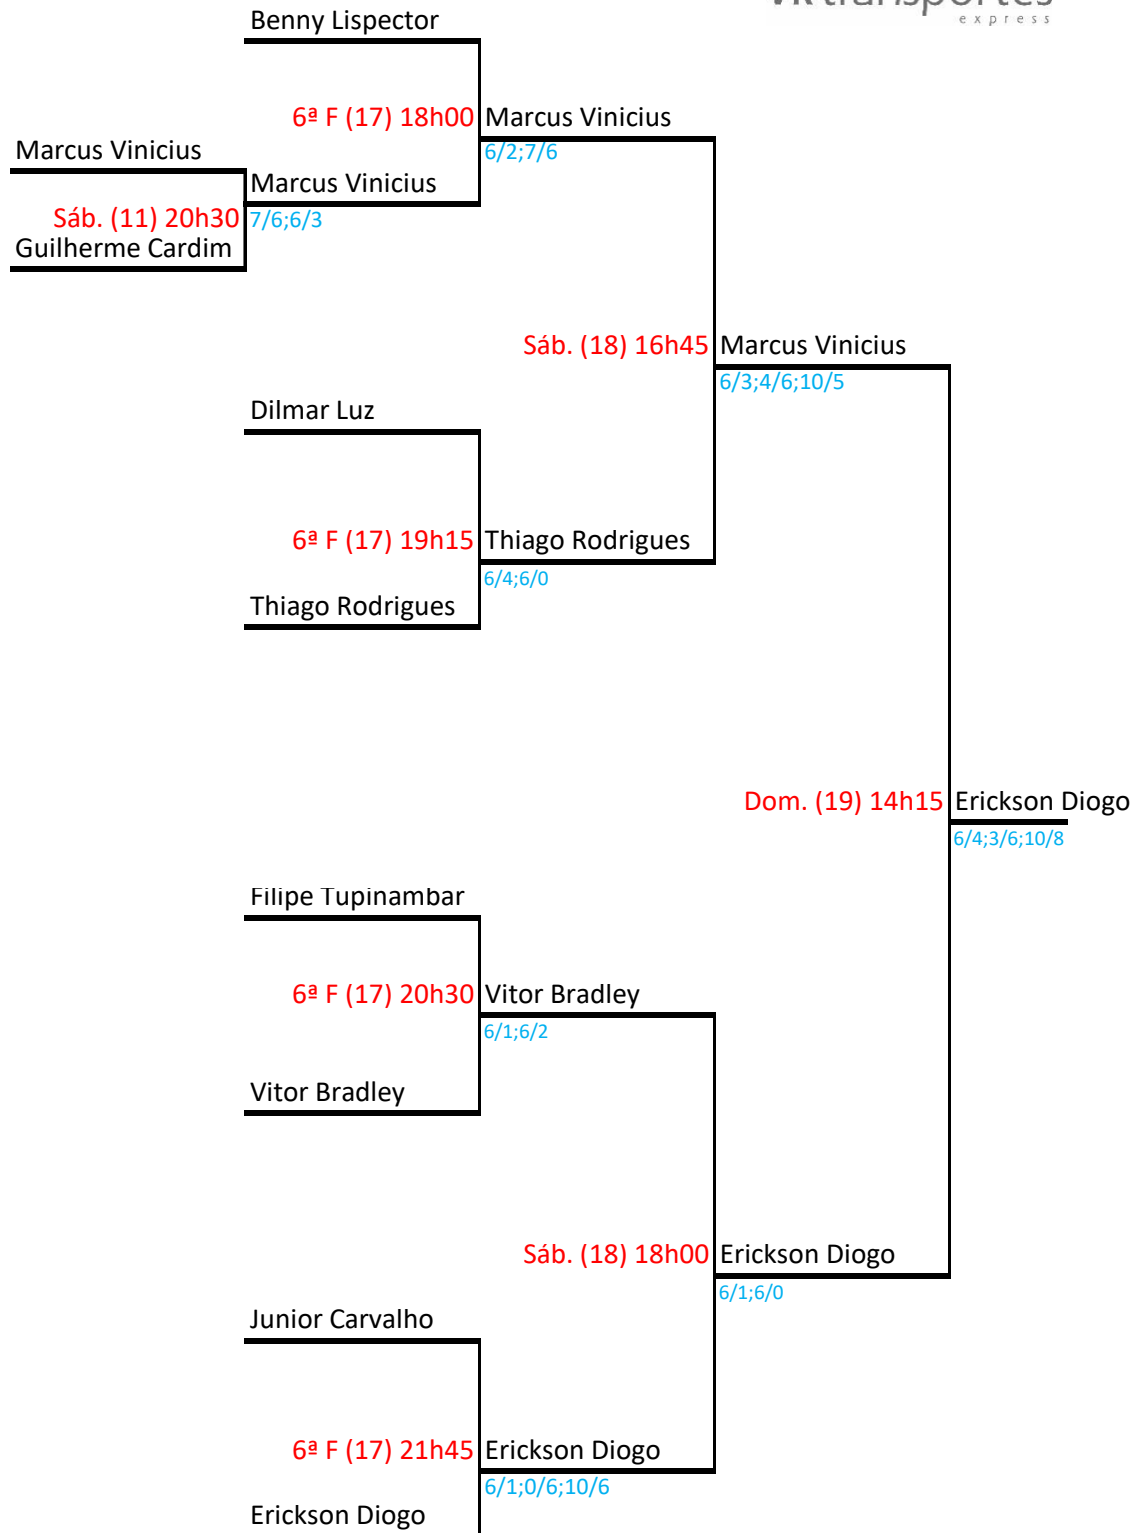 express
Benny Lispector
6ª F (17) 18h00
Marcus Vinicius
6/2;7/6
Marcus Vinicius
Marcus Vinicius
Sáb. (11) 20h30
7/6;6/3
Guilherme Cardim
Sáb. (18) 16h45
Marcus Vinicius
6/3;4/6;10/5
Dilmar Luz
6ª F (17) 19h15
Thiago Rodrigues
6/4;6/0
Thiago Rodrigues
Dom. (19) 14h15
Erickson Diogo
6/4;3/6;10/8
Filipe Tupinambar
6ª F (17) 20h30
Vitor Bradley
6/1;6/2
Vitor Bradley
Sáb. (18) 18h00
Erickson Diogo
6/1;6/0
Junior Carvalho
6ª F (17) 21h45
Erickson Diogo
6/1;0/6;10/6
Erickson Diogo